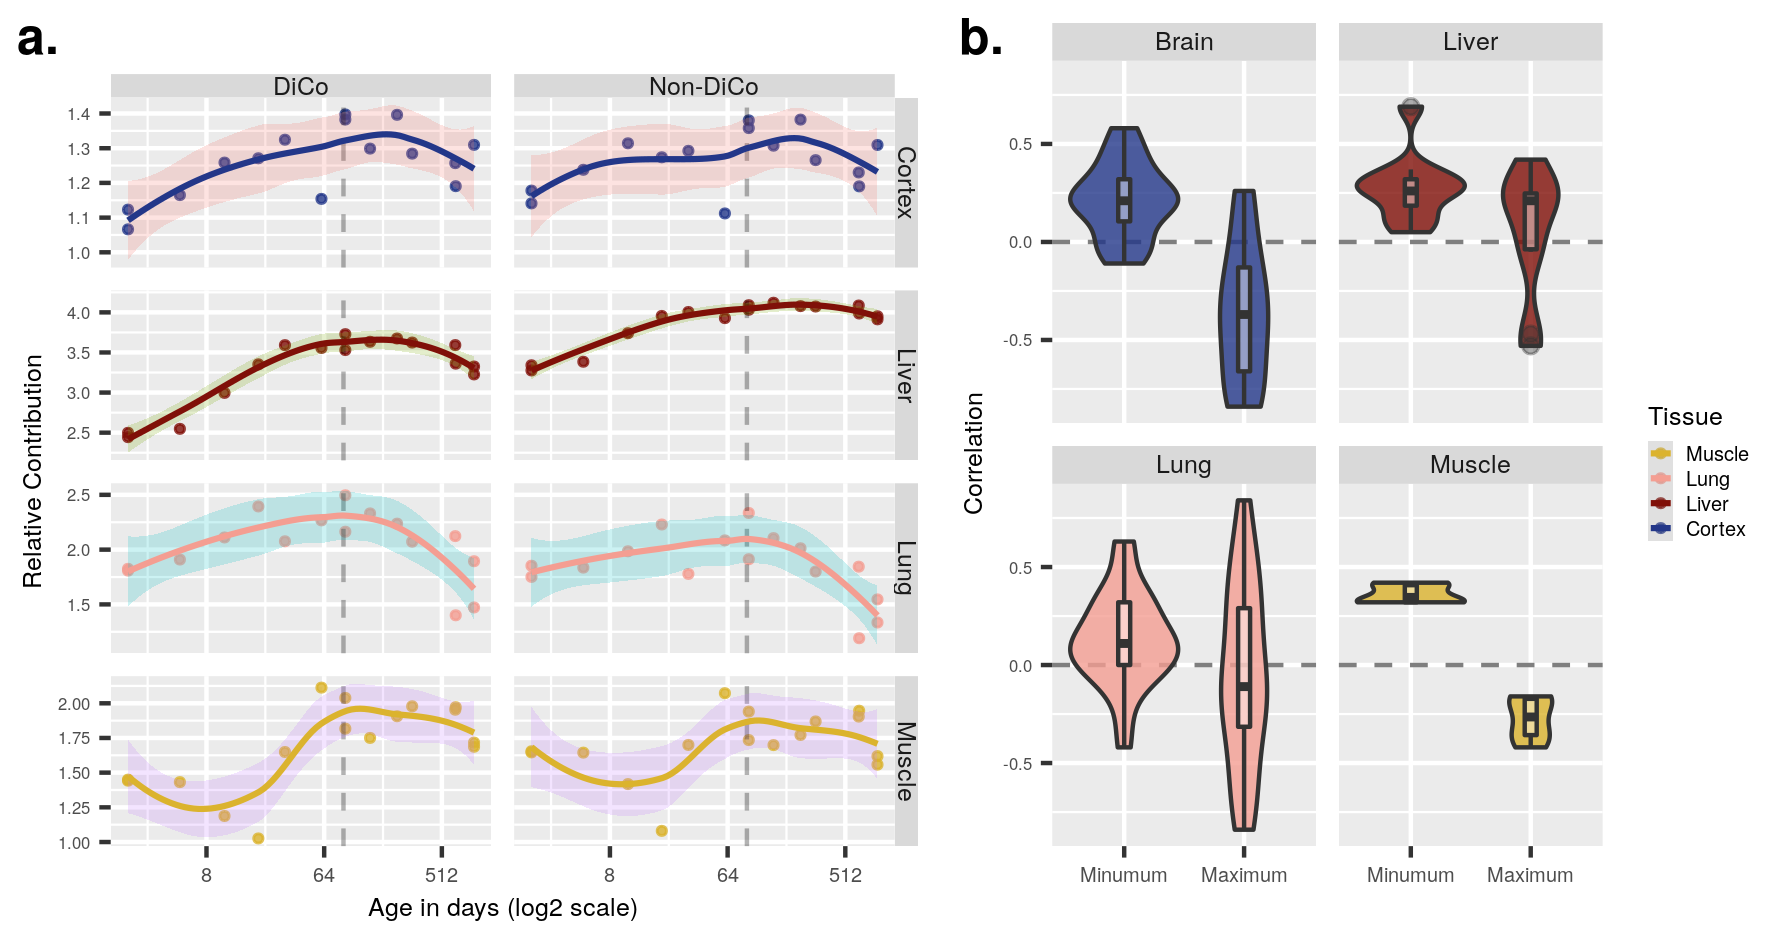 a.
DiCo
Non-DiCo
1.4
1.3
1.2
1.1
1.0
Cortex
4.0
3.5
3.0
2.5
Liver
2.5
2.0
1.5
Lung
2.00
1.75
1.50
1.25
1.00
Muscle
8
64
512
8
64
512
Relative Contribution
Age in days (log2 scale)
b.
Brain
Liver
0.5
0.0
-0.5
Lung
Muscle
0.5
0.0
-0.5
Minumum
Maximum
Minumum
Maximum
Correlation
Tissue
Muscle
Lung
Liver
Cortex